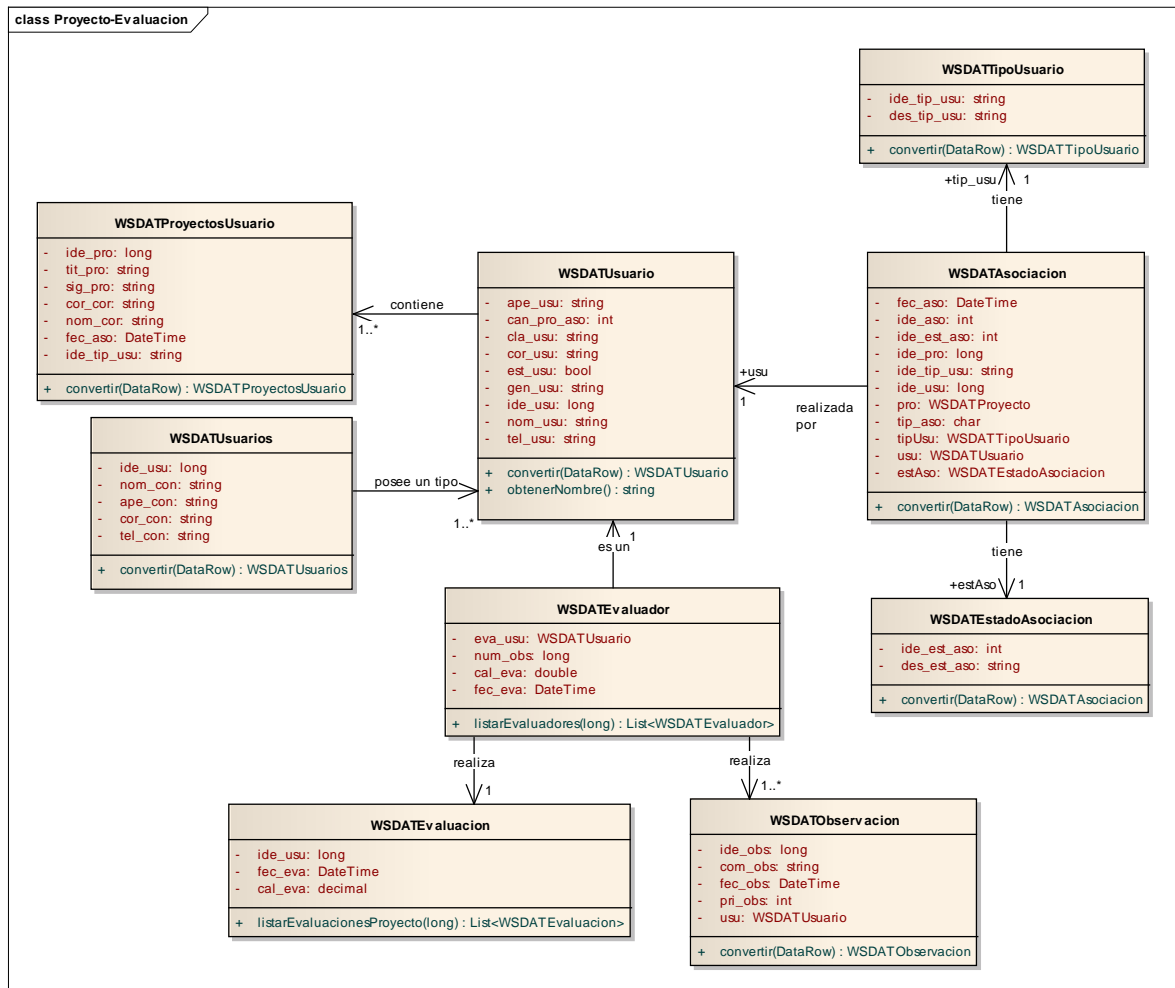 class Proyecto-Evaluacion
WSDATTipoUsuario
- ide_tip_usu: string
- des_tip_usu: string
+ convertir(DataRow) : WSDATTipoUsuario
+tip_usu
1
tiene
WSDATProyectosUsuario
- ide_pro: long
- tit_pro: string
- sig_pro: string
- cor_cor: string
- nom_cor: string
- fec_aso: DateTime
- ide_tip_usu: string
+ convertir(DataRow) : WSDATProyectosUsuario
contiene
1..*
WSDATUsuario
- ape_usu: string
- can_pro_aso: int
- cla_usu: string
- cor_usu: string
- est_usu: bool
- gen_usu: string
- ide_usu: long
- nom_usu: string
- tel_usu: string
+ convertir(DataRow) : WSDATUsuario
+ obtenerNombre() : string
+usu
1
realizada
por
WSDATAsociacion
- fec_aso: DateTime
- ide_aso: int
- ide_est_aso: int
- ide_pro: long
- ide_tip_usu: string
- ide_usu: long
- pro: WSDATProyecto
- tip_aso: char
- tipUsu: WSDATTipoUsuario
- usu: WSDATUsuario
- estAso: WSDATEstadoAsociacion
+ convertir(DataRow) : WSDATAsociacion
WSDATUsuarios
- ide_usu: long
- nom_con: string
- ape_con: string
- cor_con: string
- tel_con: string
+ convertir(DataRow) : WSDATUsuarios
posee un tipo
1..*
1
es un
tiene
+estAso
1
WSDATEvaluador
- eva_usu: WSDATUsuario
- num_obs: long
- cal_eva: double
- fec_eva: DateTime
+ listarEvaluadores(long) : List<WSDATEvaluador>
WSDATEstadoAsociacion
- ide_est_aso: int
- des_est_aso: string
+ convertir(DataRow) : WSDATAsociacion
realiza
1
realiza
1..*
WSDATEvaluacion
- ide_usu: long
- fec_eva: DateTime
- cal_eva: decimal
+ listarEvaluacionesProyecto(long) : List<WSDATEvaluacion>
WSDATObservacion
- ide_obs: long
- com_obs: string
- fec_obs: DateTime
- pri_obs: int
- usu: WSDATUsuario
+ convertir(DataRow) : WSDATObservacion